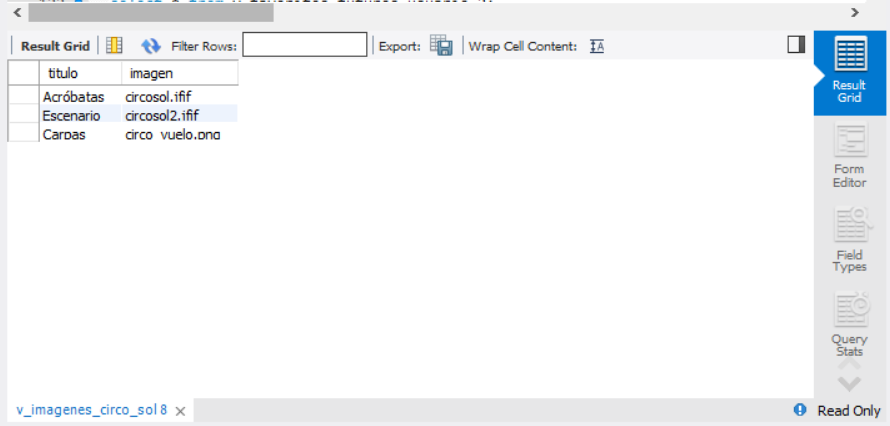 Result Grid Filter Rows: Export: Wrap Cell Content:
titulo imagen
Acróbatas circosol.jfif
Escenario circosol2.jfif
Carpas circo_vuelo.png
Result
Grid
Form
Editor
Field
Types
Query
Stats
v_imagenes_circo_sol 8
Read Only